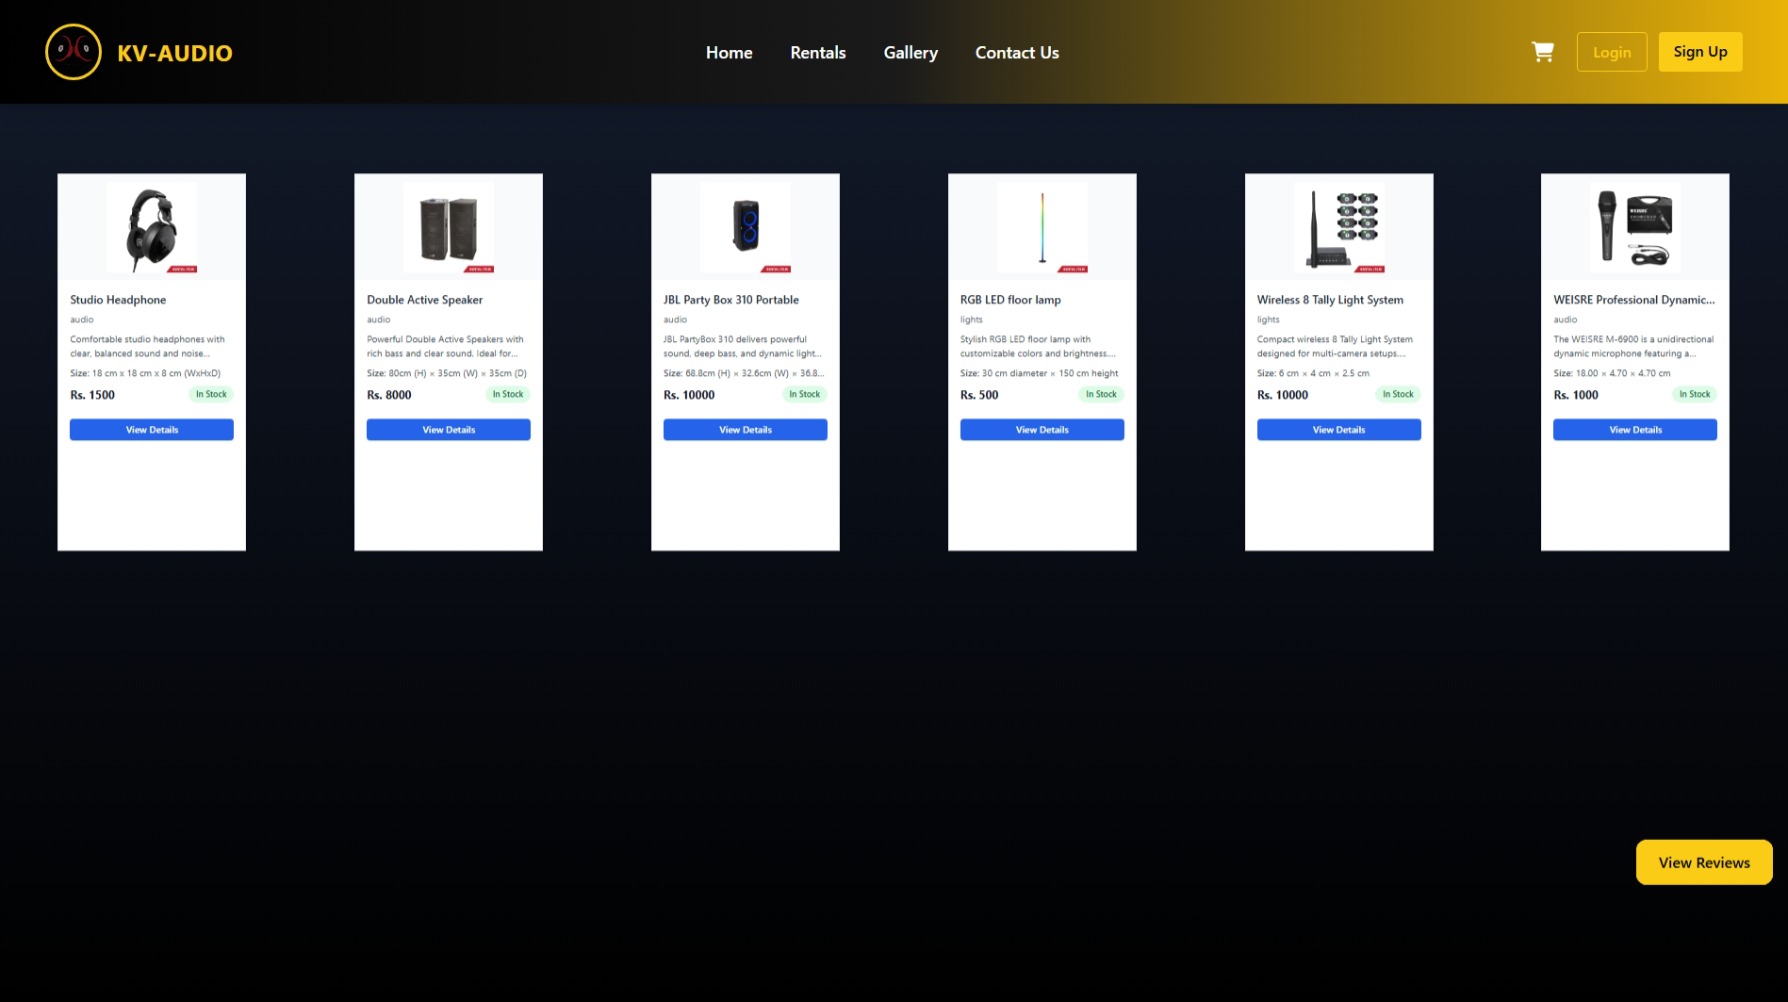 KV-AUDIO
Home
Rentals
Gallery
Contact Us
Login
Sign Up
Studio Headphone
audio
Comfortable studio headphones with
clear, balanced sound and noise...
Size: 18 cm x 18 cm x 8 cm (WxHxD)
Rs. 1500
In Stock
View Details
Double Active Speaker
audio
Powerful Double Active Speakers with
rich bass and clear sound. Ideal for...
Size: 80cm (H) × 35cm (W) × 35cm (D)
Rs. 8000
In Stock
View Details
JBL Party Box 310 Portable
audio
JBL PartyBox 310 delivers powerful
sound, deep bass, and dynamic light...
Size: 68.8cm (H) × 32.6cm (W) × 36.8...
Rs. 10000
In Stock
View Details
RGB LED floor lamp
lights
Stylish RGB LED floor lamp with
customizable colors and brightness....
Size: 30 cm diameter × 150 cm height
Rs. 500
In Stock
View Details
Wireless 8 Tally Light System
lights
Compact wireless 8 Tally Light System
designed for multi-camera setups....
Size: 6 cm × 4 cm × 2.5 cm
Rs. 10000
In Stock
View Details
WEISRE
WEISRE Professional Dynamic...
audio
The WEISRE M-6900 is a unidirectional
dynamic microphone featuring a...
Size: 18.00 × 4.70 × 4.70 cm
Rs. 1000
In Stock
View Details
View Reviews